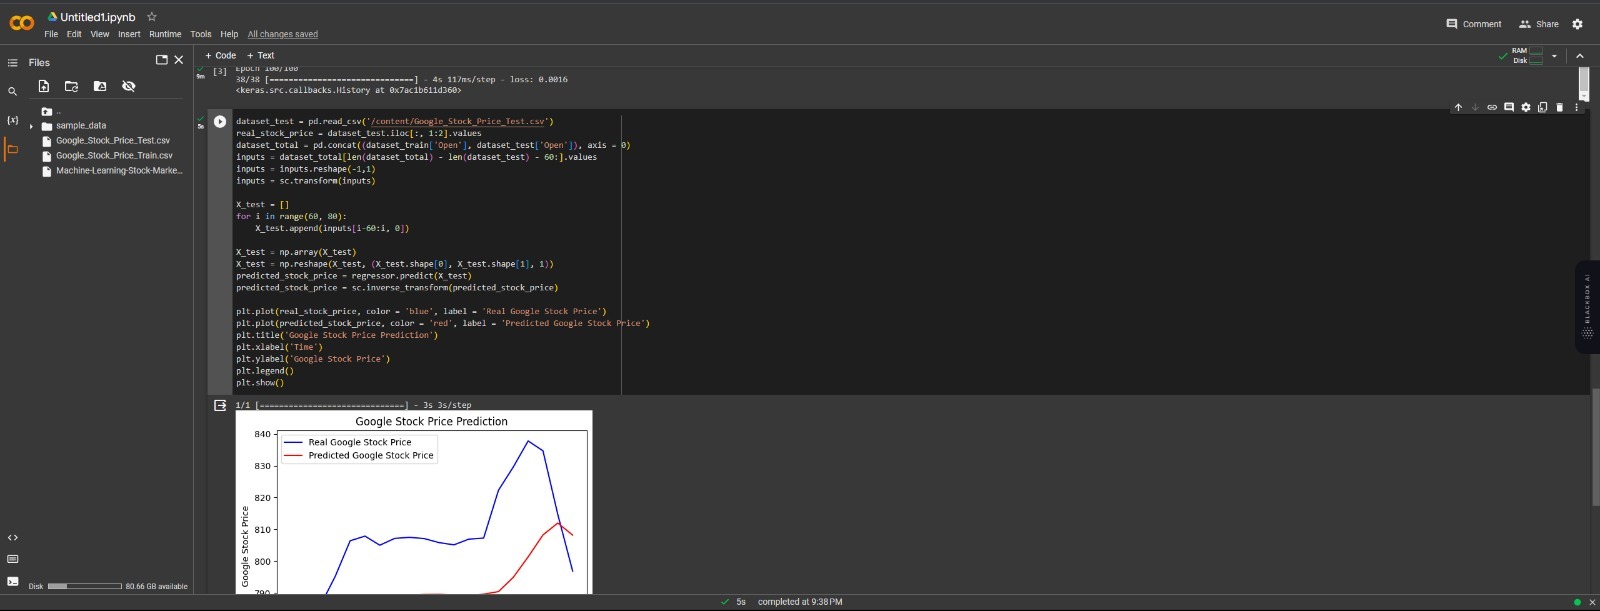 Untitled1.ipynb
File Edit View Insert Runtime Tools Help All changes saved
Comment Share
Files
+ Code + Text
RAM
Disk
sample_data
Google_Stock_Price_Test.csv
Google_Stock_Price_Train.csv
Machine-Learning-Stock-Marke...
Disk 80.66 GB available
9m
[3]
Epoch 100/100
38/38 [==============================] - 4s 117ms/step - loss: 0.0016
<keras.src.callbacks.History at 0x7ac1b611d360>
5s
dataset_test = pd.read_csv('/content/Google_Stock_Price_Test.csv')
real_stock_price = dataset_test.iloc[:, 1:2].values
dataset_total = pd.concat((dataset_train['Open'], dataset_test['Open']), axis = 0)
inputs = dataset_total[len(dataset_total) - len(dataset_test) - 60:].values
inputs = inputs.reshape(-1,1)
inputs = sc.transform(inputs)
X_test = []
for i in range(60, 80):
    X_test.append(inputs[i-60:i, 0])
X_test = np.array(X_test)
X_test = np.reshape(X_test, (X_test.shape[0], X_test.shape[1], 1))
predicted_stock_price = regressor.predict(X_test)
predicted_stock_price = sc.inverse_transform(predicted_stock_price)
plt.plot(real_stock_price, color = 'blue', label = 'Real Google Stock Price')
plt.plot(predicted_stock_price, color = 'red', label = 'Predicted Google Stock Price')
plt.title('Google Stock Price Prediction')
plt.xlabel('Time')
plt.ylabel('Google Stock Price')
plt.legend()
plt.show()
1/1 [==============================] - 3s 3s/step
Google Stock Price Prediction
Real Google Stock Price
Predicted Google Stock Price
840
830
820
810
800
790
Google Stock Price
BLACKBOX AI
5s completed at 9:38 PM